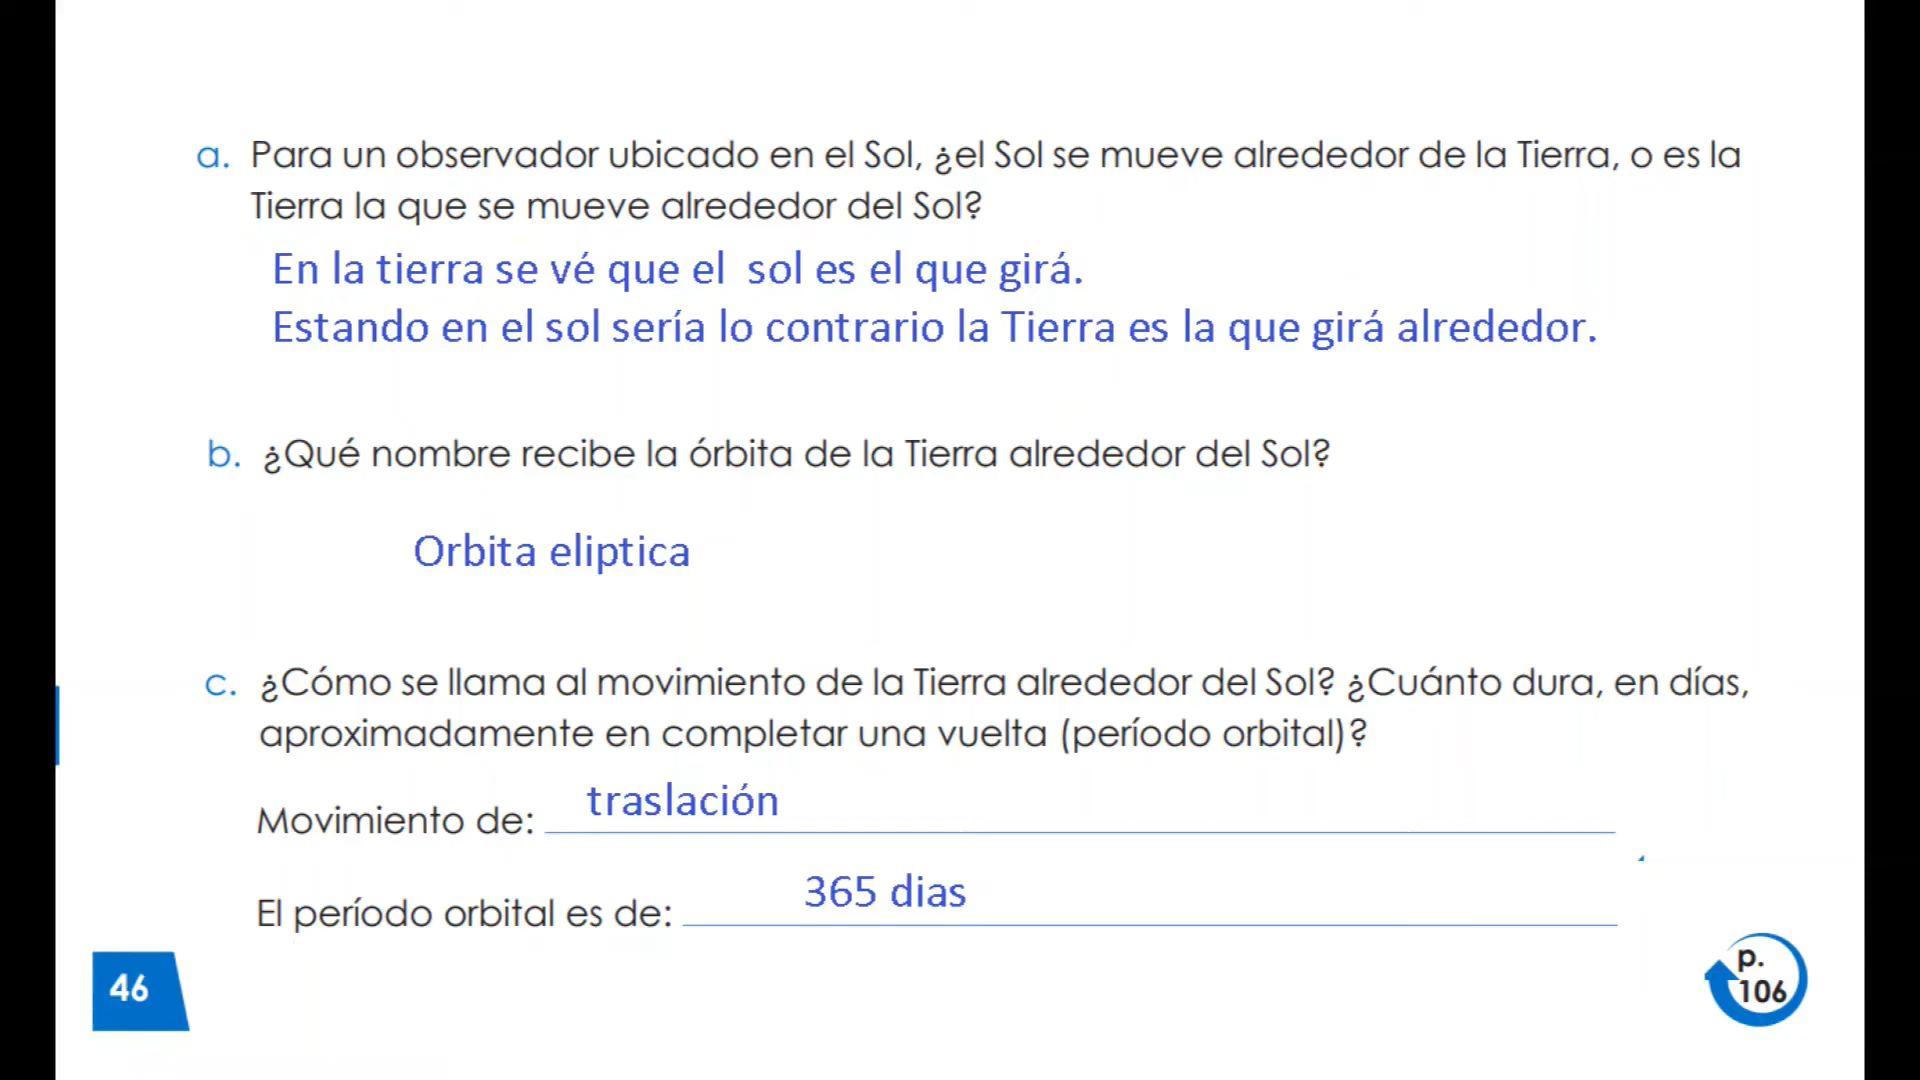 a. Para un observador ubicado en el Sol, ¿el Sol se mueve alrededor de la Tierra, o es la
Tierra la que se mueve alrededor del Sol?
En la tierra se vé que el sol es el que girá.
Estando en el sol sería lo contrario la Tierra es la que girá alrededor.
b. ¿Qué nombre recibe la órbita de la Tierra alrededor del Sol?
Orbita eliptica
c. ¿Cómo se llama al movimiento de la Tierra alrededor del Sol? ¿Cuánto dura, en días,
aproximadamente en completar una vuelta (período orbital)?
Movimiento de: traslación
El período orbital es de: 365 dias
46
p.
106